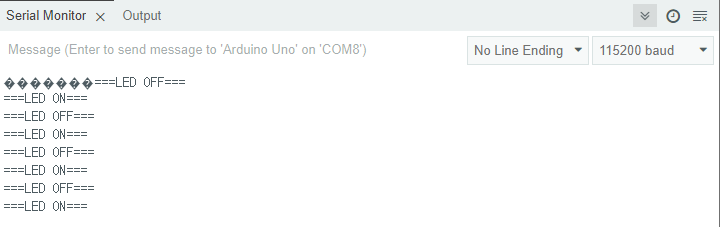 Serial Monitor × Output
Message (Enter to send message to 'Arduino Uno' on 'COM8') No Line Ending 115200 baud
�������===LED OFF===
===LED ON===
===LED OFF===
===LED ON===
===LED OFF===
===LED ON===
===LED OFF===
===LED ON===